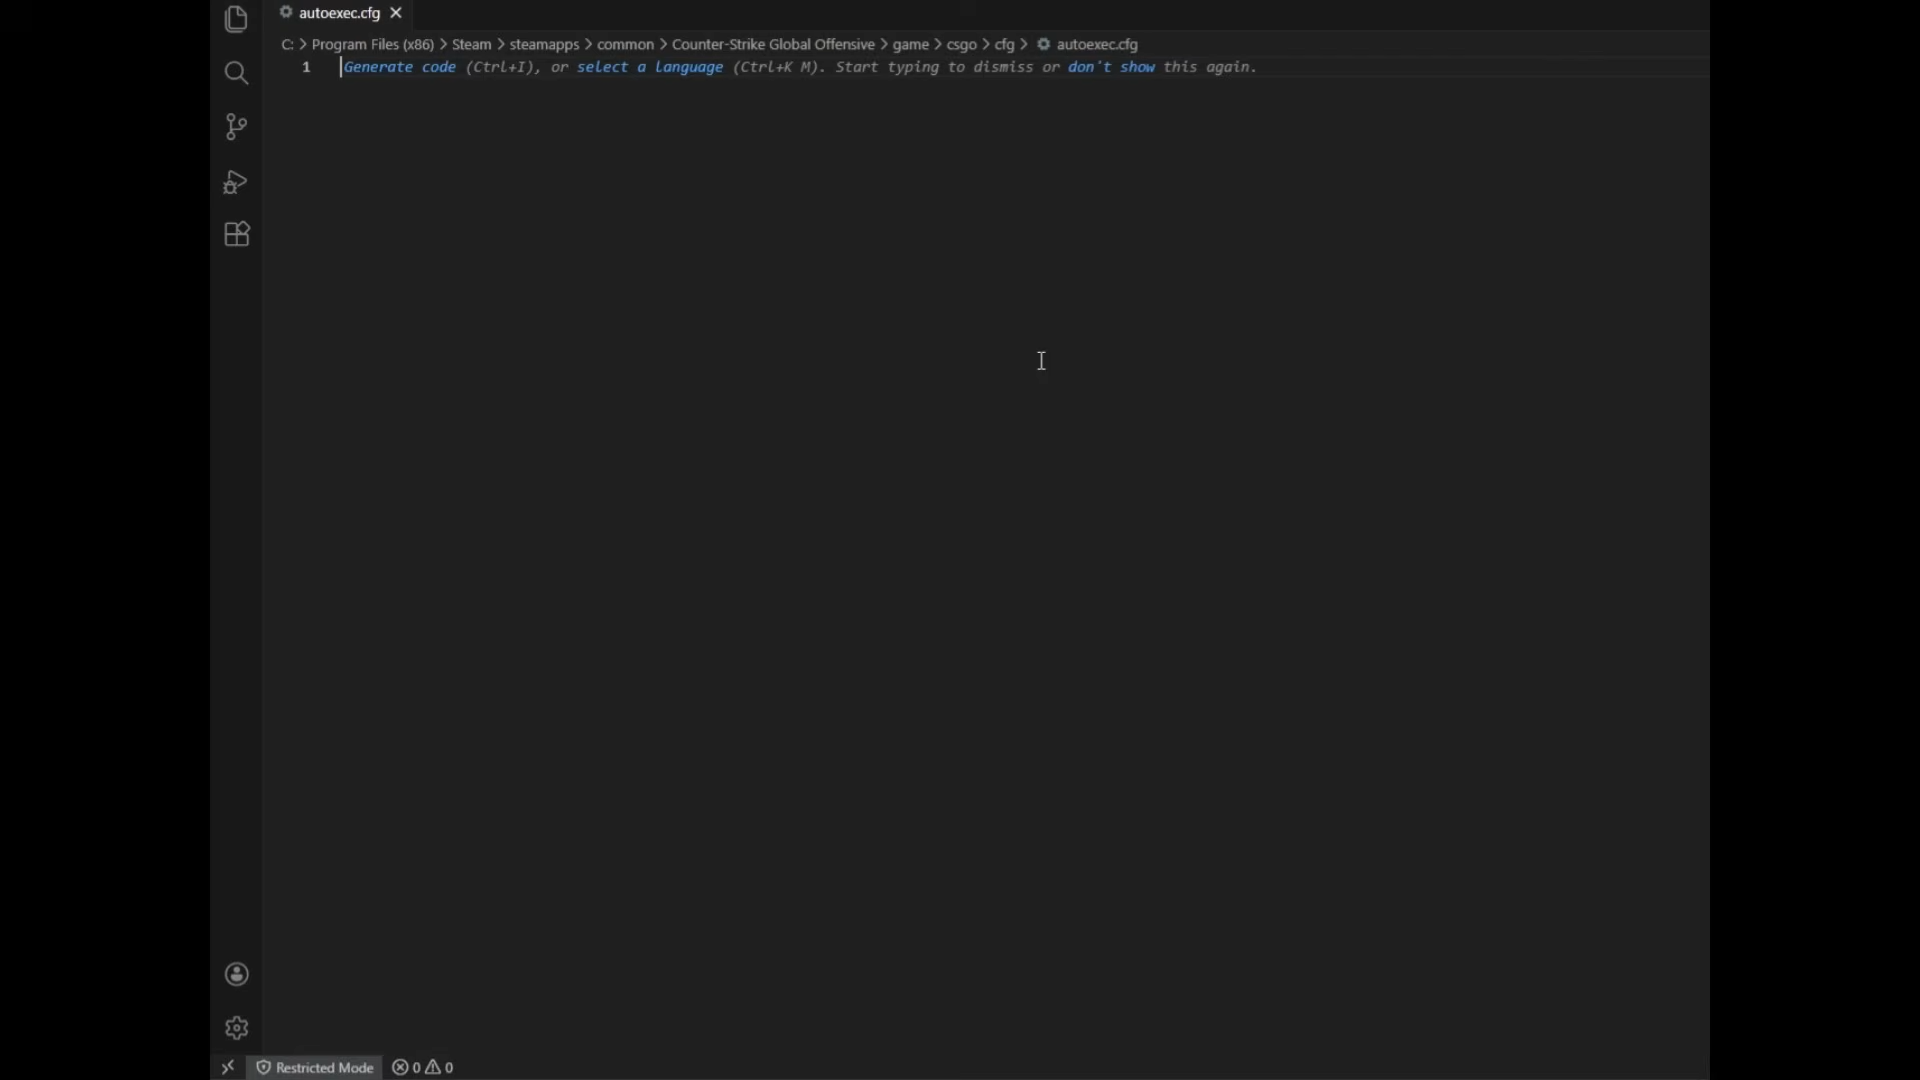 autoexec.cfg
C: > Program Files (x86) > Steam > steamapps > common > Counter-Strike Global Offensive > game > csgo > cfg > autoexec.cfg
1 Generate code (Ctrl+I), or select a language (Ctrl+K M). Start typing to dismiss or don't show this again.
Restricted Mode 0 0